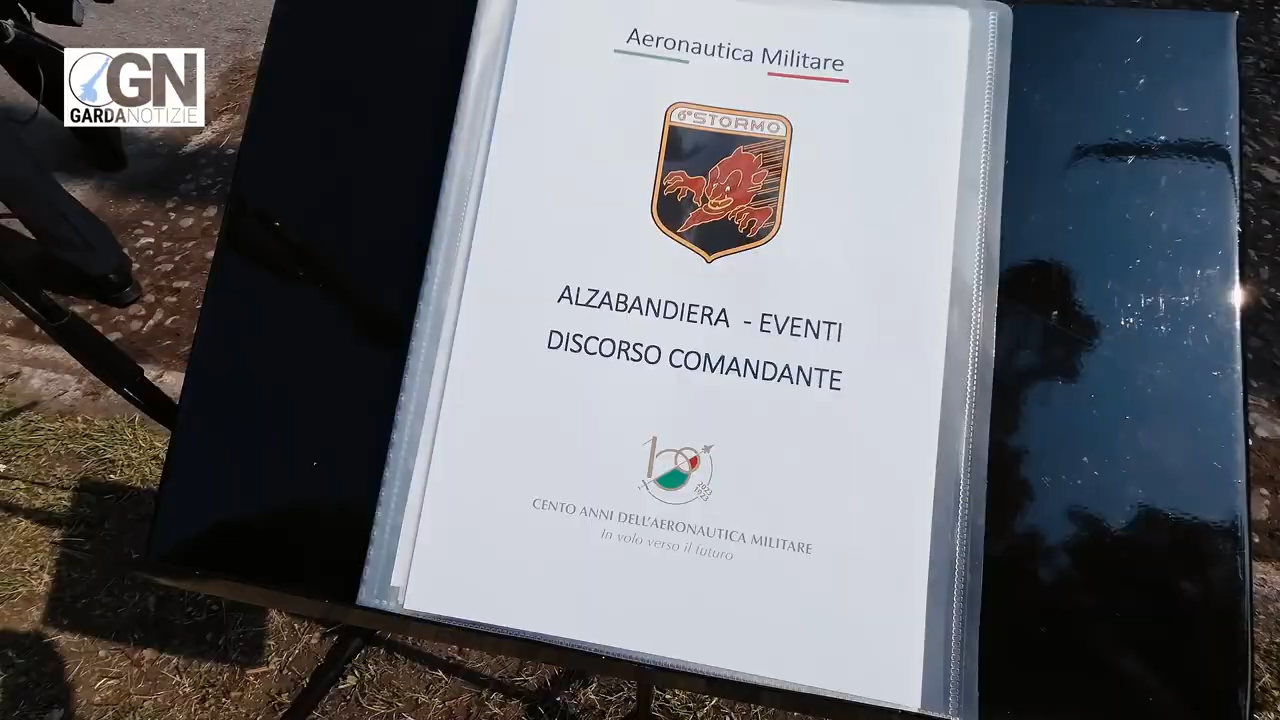 GN
GARDANOTIZIE
Aeronautica Militare
6°STORMO
ALZABANDIERA - EVENTI
DISCORSO COMANDANTE
100
2023
1923
CENTO ANNI DELL'AERONAUTICA MILITARE
In volo verso il futuro